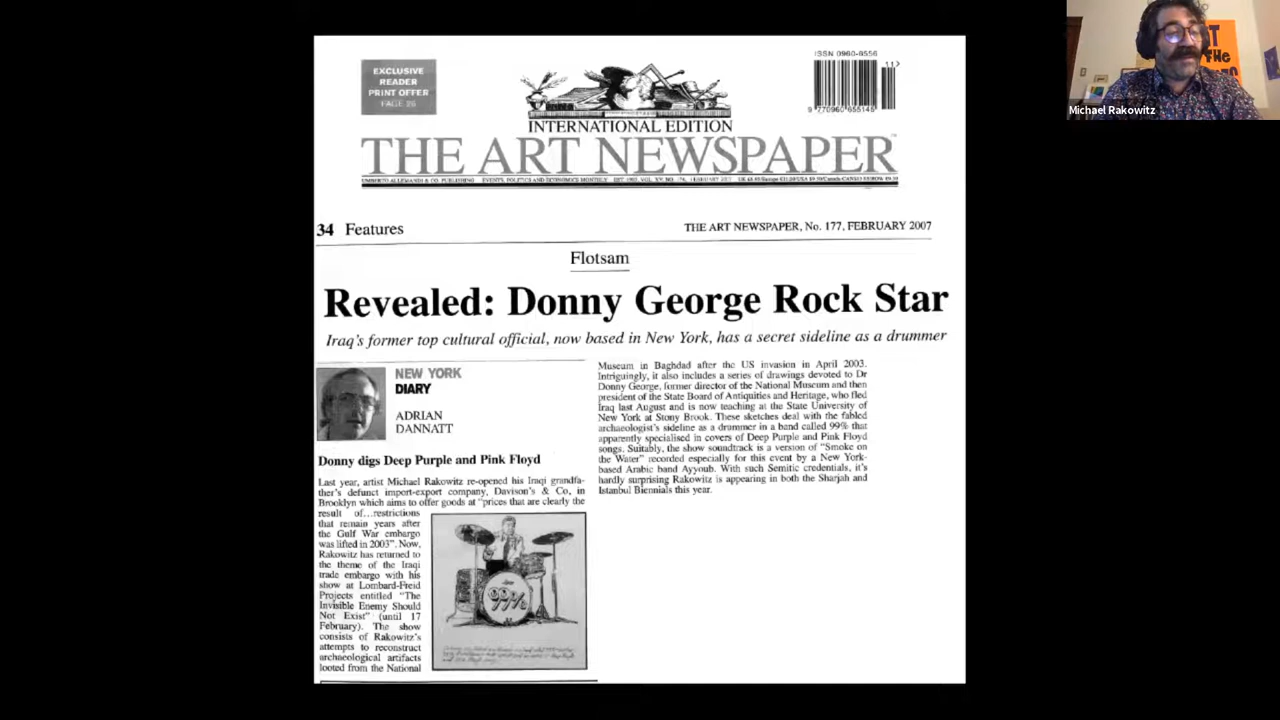 EXCLUSIVE
READER
PRINT OFFER
PAGE 26
ISSN 0960-6556
11>
9 770960 655145
INTERNATIONAL EDITION
THE ART NEWSPAPER
UMBERTO ALLEMANDI & CO. PUBLISHING EVENTS, POLITICS AND ECONOMICS MONTHLY
34 Features
THE ART NEWSPAPER, No. 177, FEBRUARY 2007
Flotsam
Revealed: Donny George Rock Star
Iraq's former top cultural official, now based in New York, has a secret sideline as a drummer
NEW YORK
DIARY
ADRIAN
DANNATT
Donny digs Deep Purple and Pink Floyd
Last year, artist Michael Rakowitz re-opened his Iraqi grandfa-
ther's defunct import-export company, Davison's & Co, in
Brooklyn which aims to offer goods at "prices that are clearly the
result of...restrictions
that remain years after
the Gulf War embargo
was lifted in 2003". Now,
Rakowitz has returned to
the theme of the Iraqi
trade embargo with his
show at Lombard-Freid
Projects entitled "The
Invisible Enemy Should
Not Exist" (until 17
February). The show
consists of Rakowitz's
attempts to reconstruct
archaeological artifacts
looted from the National
99%
Museum in Baghdad after the US invasion in April 2003.
Intriguingly, it also includes a series of drawings devoted to Dr
Donny George, former director of the National Museum and then
president of the State Board of Antiquities and Heritage, who fled
Iraq last August and is now teaching at the State University of
New York at Stony Brook. These sketches deal with the fabled
archaeologist's sideline as a drummer in a band called 99% that
apparently specialised in covers of Deep Purple and Pink Floyd
songs. Suitably, the show soundtrack is a version of "Smoke on
the Water" recorded especially for this event by a New York-
based Arabic band Ayyoub. With such Semitic credentials, it's
hardly surprising Rakowitz is appearing in both the Sharjah and
Istanbul Biennials this year.
Michael Rakowitz